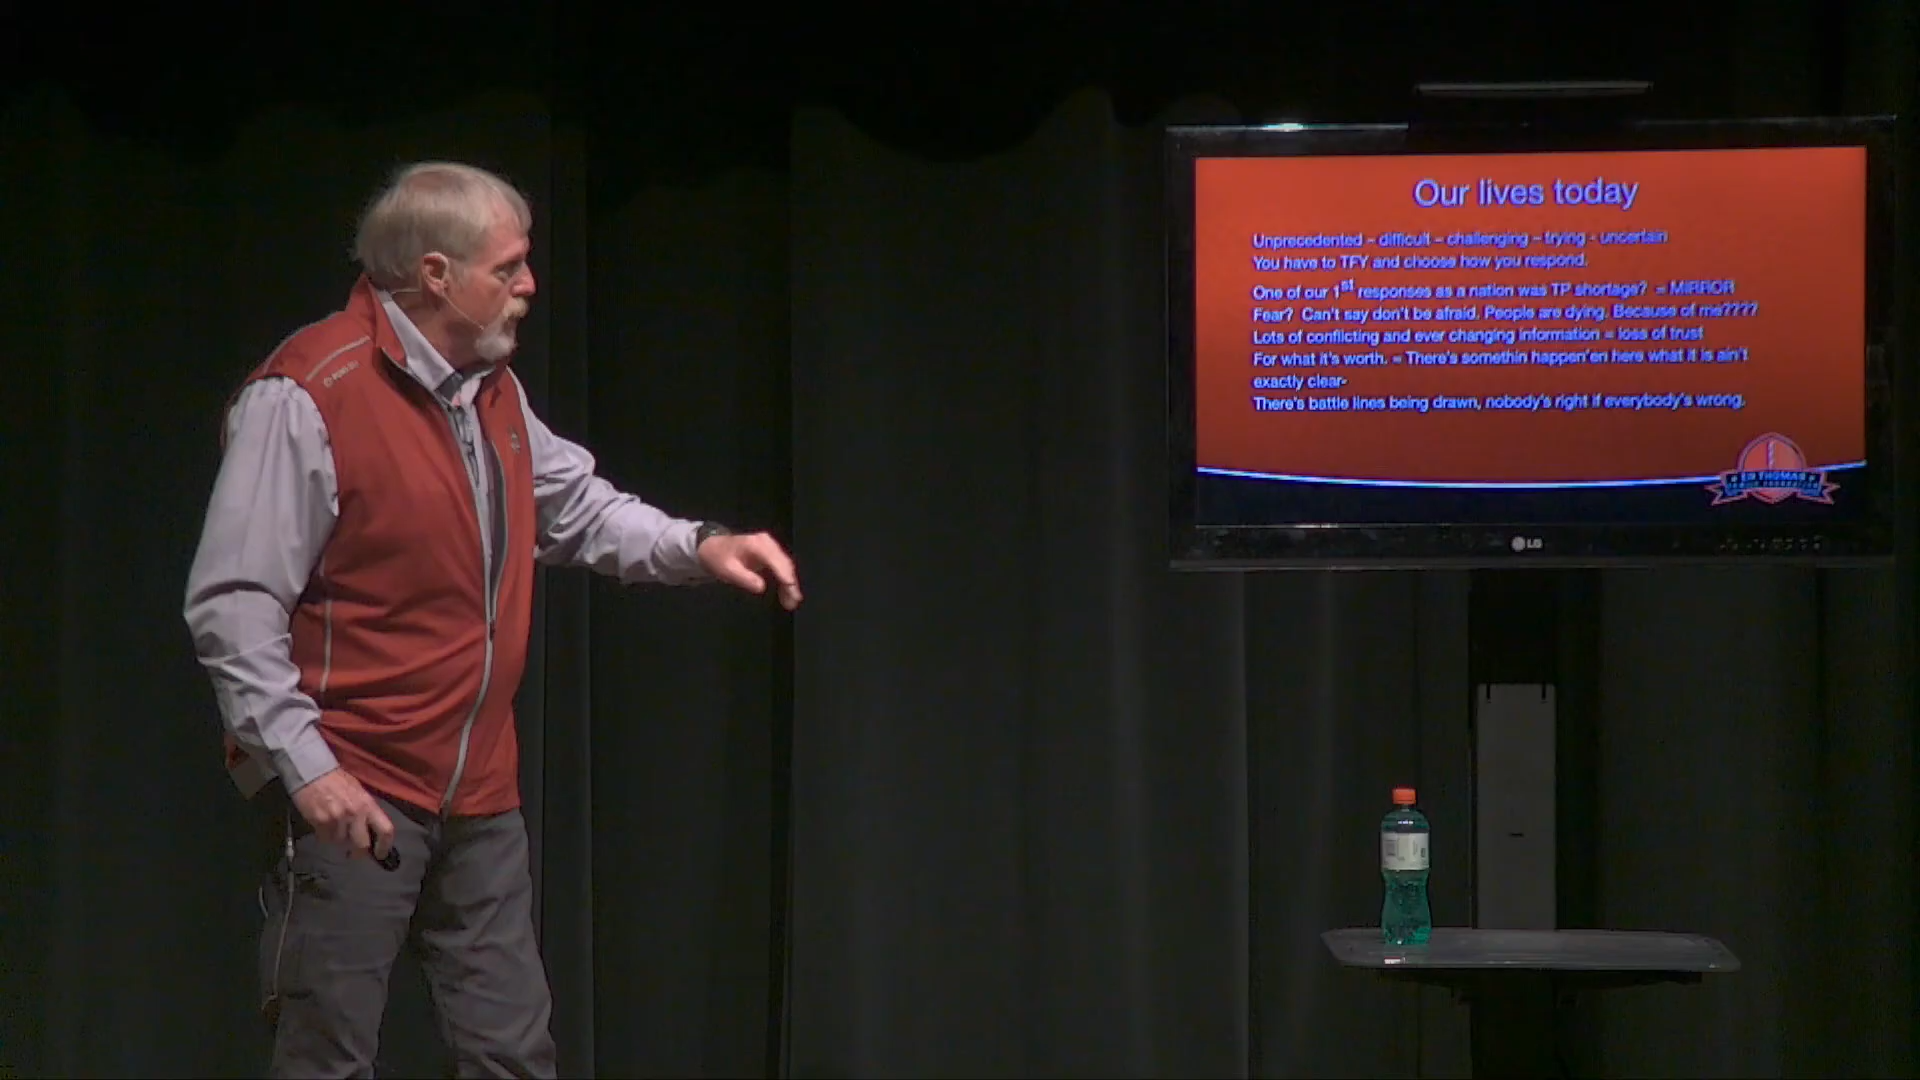 Our lives today
Unprecedented – difficult – challenging – trying - uncertain
You have to TFY and choose how you respond.
One of our 1st responses as a nation was TP shortage? = MIRROR
Fear? Can't say don't be afraid. People are dying. Because of me????
Lots of conflicting and ever changing information = loss of trust
For what it's worth. = There's somethin happen'en here what it is ain't
exactly clear-
There's battle lines being drawn, nobody's right if everybody's wrong.
ED THOMAS
FAMILY FOUNDATION
LG